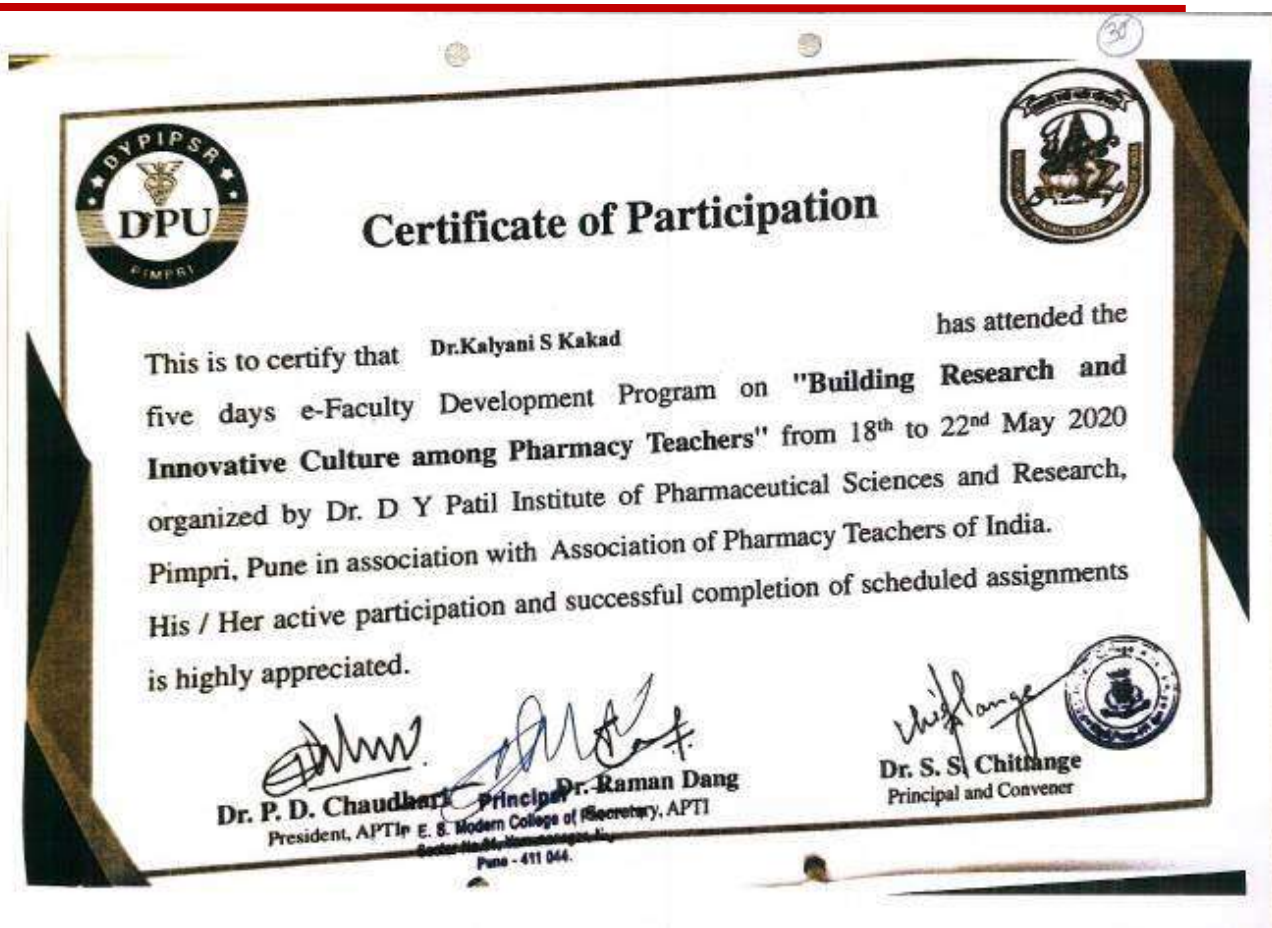 30
DYPIPSR
DPU
PIMPRI
Certificate of Participation
This is to certify that Dr.Kalyani S Kakad has attended the
five days e-Faculty Development Program on "Building Research and
Innovative Culture among Pharmacy Teachers" from 18th to 22nd May 2020
organized by Dr. D Y Patil Institute of Pharmaceutical Sciences and Research,
Pimpri, Pune in association with Association of Pharmacy Teachers of India.
His / Her active participation and successful completion of scheduled assignments
is highly appreciated.
Dr. P. D. Chaudhari Principal Dr. Raman Dang Dr. S. S. Chitlange
President, APTI Secretary, APTI Principal and Convener
P. E. S. Modern College of
Pune - 411 044.